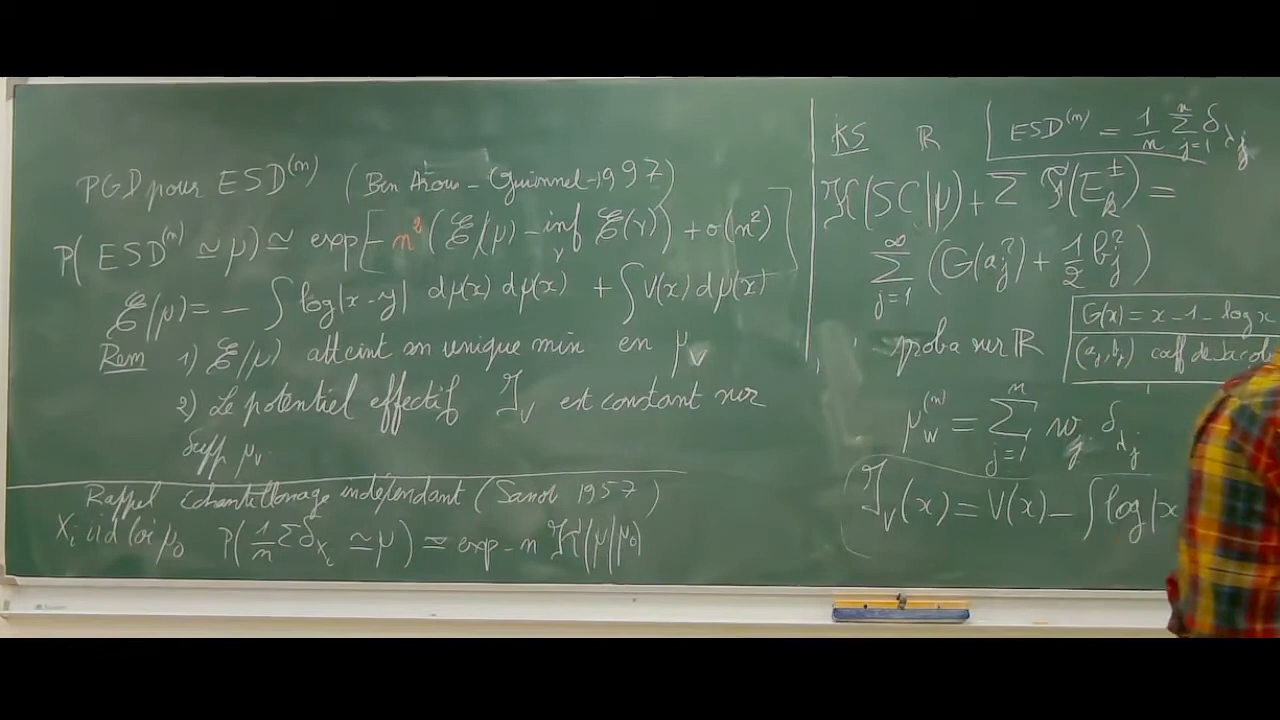 PGD pour ESD^(n) (Ben Arous - Guionnet - 1997)
P(ESD^(n) ≃ μ) ≃ exp[- n² (ℰ(μ) - inf_ν ℰ(ν)) + o(n²)]
ℰ(μ) = - ∫ log|x-y| dμ(x) dμ(x) + ∫ V(x) dμ(x)
Rem 1) ℰ(μ) atteint son unique min en μ_V
2) Le potentiel effectif 𝒥_V est constant sur
supp μ_V
Rappel échantillonage indépendant (Sanov 1957)
X_i iid loi μ_0 P(1/n Σ δ_{X_i} ≃ μ) ≃ exp - n 𝒦(μ|μ_0)
KS ℝ ESD^(n) = 1/n Σ_{j=1}^n δ_{λ_j}
𝒦(SC|μ) + Σ ℱ(E_k^±) =
Σ_{j=1}^∞ (G(a_j²) + 1/2 b_j²)
G(x) = x - 1 - log x
proba sur ℝ
(a_j, b_j) coeff de Jacob
μ_w^(n) = Σ_{j=1}^n w_j δ_{λ_j}
𝒥_V(x) = V(x) - ∫ log|x